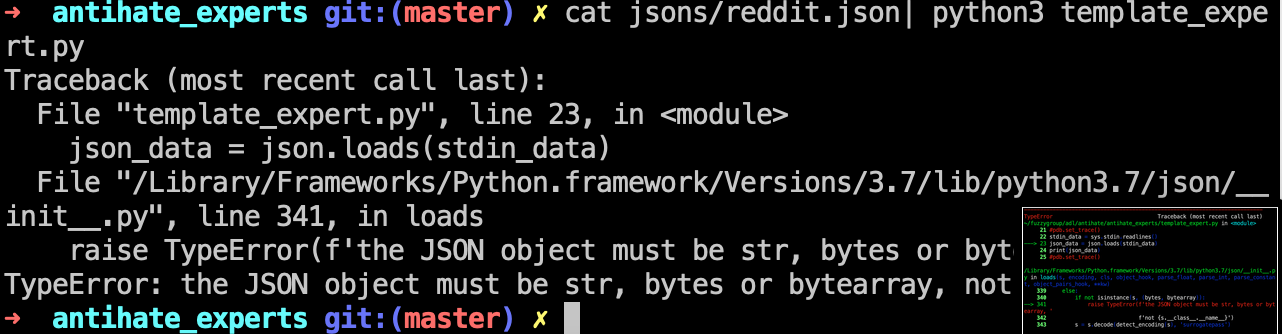 ➜  antihate_experts git:(master) ✗ cat jsons/reddit.json| python3 template_expe
rt.py
Traceback (most recent call last):
  File "template_expert.py", line 23, in <module>
    json_data = json.loads(stdin_data)
  File "/Library/Frameworks/Python.framework/Versions/3.7/lib/python3.7/json/__
init__.py", line 341, in loads
    raise TypeError(f'the JSON object must be str, bytes or byt
TypeError: the JSON object must be str, bytes or bytearray, not
➜  antihate_experts git:(master) ✗
TypeError Traceback (most recent call last)
~/fuzzygroup/adl/antihate/antihate_experts/template_expert.py in <module>
21 #pdb.set_trace()
22 stdin_data = sys.stdin.readlines()
---> 23 json_data = json.loads(stdin_data)
24 print json_data
25 #pdb.set_trace()
/Library/Frameworks/Python.framework/Versions/3.7/lib/python3.7/json/__init__.p
y in loads(s, encoding, cls, object_hook, parse_float, parse_int, parse_constan
t, object_pairs_hook, **kw)
339 else:
340 if not isinstance(s, (bytes, bytearray)):
--> 341 raise TypeError(f'the JSON object must be str, bytes or byt
earray, '
342 f'not {s.__class__.__name__}')
343 s = s.decode(detect_encoding(s), 'surrogatepass')